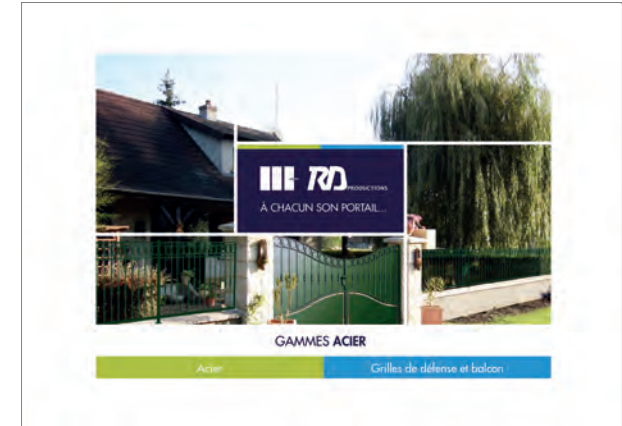 RD PRODUCTIONS
À CHACUN SON PORTAIL...
GAMMES ACIER
Acier
Grilles de défense et balcon